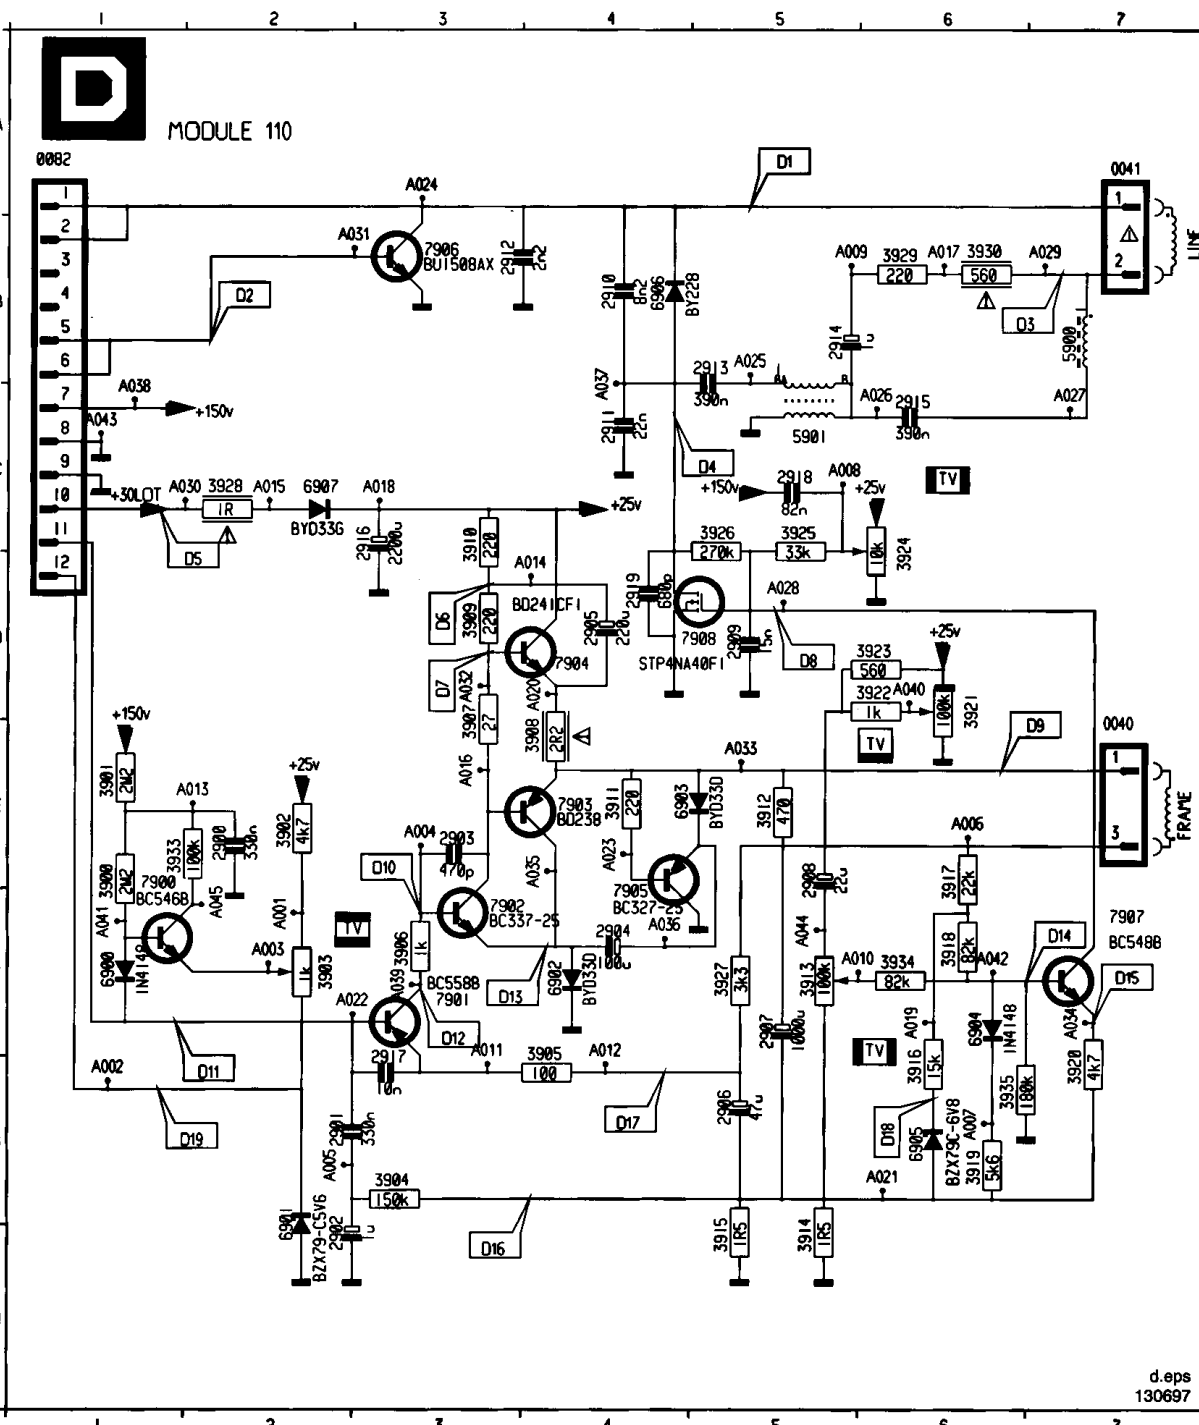 1 2 3 4 5 6 7
D
MODULE 110
0082
1
2
3
4
5
6
7
8
9
10
11
12
A024
D1
0041
1
2
LINE
A031
7906
BU1508AX
2912
2n2
2910
8n2
6906
BY228
A009
3929
220
A017
3930
560
A029
D2
D3
2914
5900
A037
2913
390n
A025
5901
A026
2915
390n
A027
A038
+150v
A043
2911
22n
D4
+30LOT
A030
3928
1R
A015
6907
BYD33G
A018
+25v
D5
2916
2200u
3910
220
+150v
2918
82n
A008
+25v
TV
3926
270k
3925
33k
10k
3924
D6
A014
BD241CF1
3909
220
2905
220u
2919
680p
7908
STP4NA40F1
A028
2909
D8
D7
7904
A032
3907
27
A020
3908
2R2
3923
560
+25v
3922
1k
A040
100k
3921
TV
D9
0040
1
3
FRAME
+150v
3901
2M2
A013
+25v
3902
4k7
A016
A033
3900
2M2
3933
100k
2900
330n
7903
BD238
3911
220
6903
BYD33D
3912
470
A004
2903
470p
D10
A035
A023
A006
7900
BC546B
A045
A041
A001
TV
7902
BC337-25
7905
BC327-25
A036
2908
22u
3917
22k
7907
BC548B
6900
1N4148
A003
1k
3903
3906
1k
2904
100u
A044
3918
82k
D14
A039
BC558B
7901
A022
D13
6902
BYD33D
3927
3k3
3913
100k
A010
3934
82k
A042
D15
D12
2907
1000u
TV
A019
6904
1N4148
A034
D11
A002
2917
10n
A011
3905
100
A012
3916
15k
3935
180k
3920
4k7
D19
2901
330n
D17
2906
47u
D18
6905
BZX79C-6V8
A007
A005
3919
5k6
3904
150k
A021
6901
BZX79-C5V6
2902
D16
3915
1R5
3914
1R5
d.eps
130697